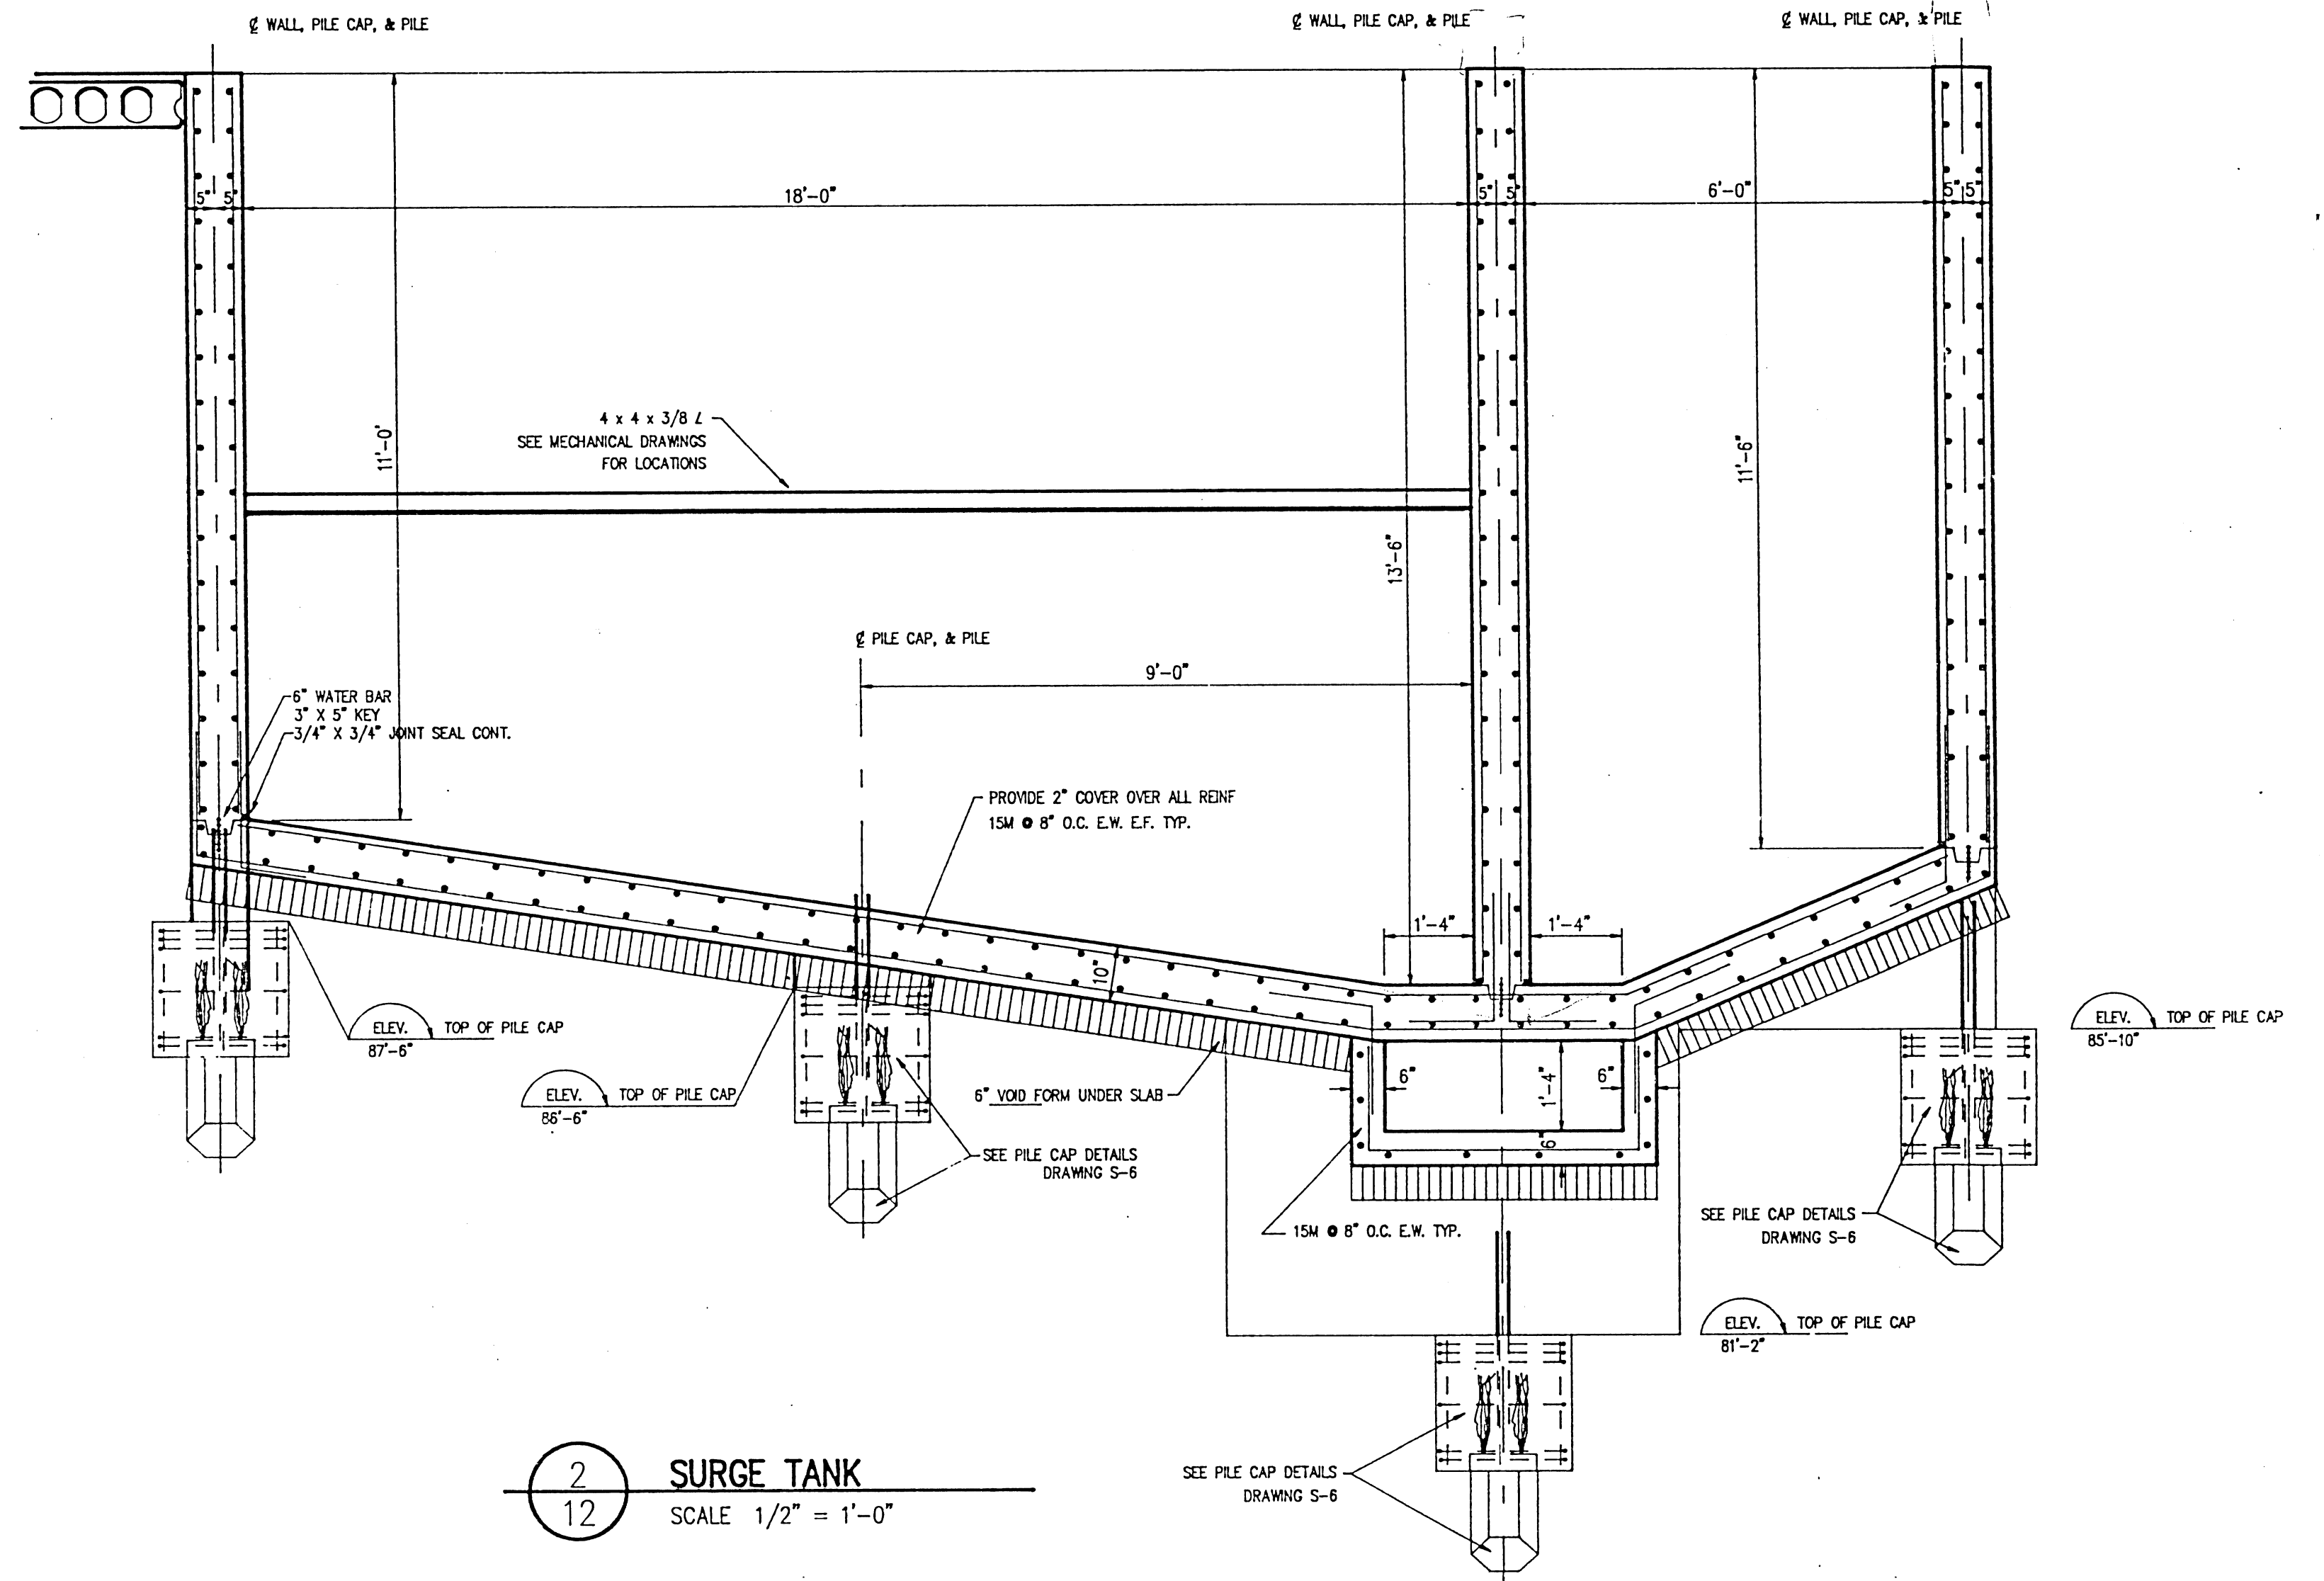 ℄ WALL, PILE CAP, & PILE
℄ WALL, PILE CAP, & PILE
℄ WALL, PILE CAP, & PILE
5" 5"
18'-0"
5" 5"
6'-0"
5" 5"
4 x 4 x 3/8 L
SEE MECHANICAL DRAWINGS
FOR LOCATIONS
11'-0"
11'-6"
13'-6"
℄ PILE CAP, & PILE
9'-0"
6" WATER BAR
3" X 5" KEY
3/4" X 3/4" JOINT SEAL CONT.
PROVIDE 2" COVER OVER ALL REINF
15M @ 8" O.C. E.W. E.F. TYP.
1'-4"
1'-4"
10"
ELEV. TOP OF PILE CAP
87'-6"
ELEV. TOP OF PILE CAP
85'-10"
ELEV. TOP OF PILE CAP
86'-6"
6" VOID FORM UNDER SLAB
6"
6"
1'-4"
6"
SEE PILE CAP DETAILS
DRAWING S-6
15M @ 8" O.C. E.W. TYP.
SEE PILE CAP DETAILS
DRAWING S-6
ELEV. TOP OF PILE CAP
81'-2"
SEE PILE CAP DETAILS
DRAWING S-6
2
12
SURGE TANK
SCALE 1/2" = 1'-0"